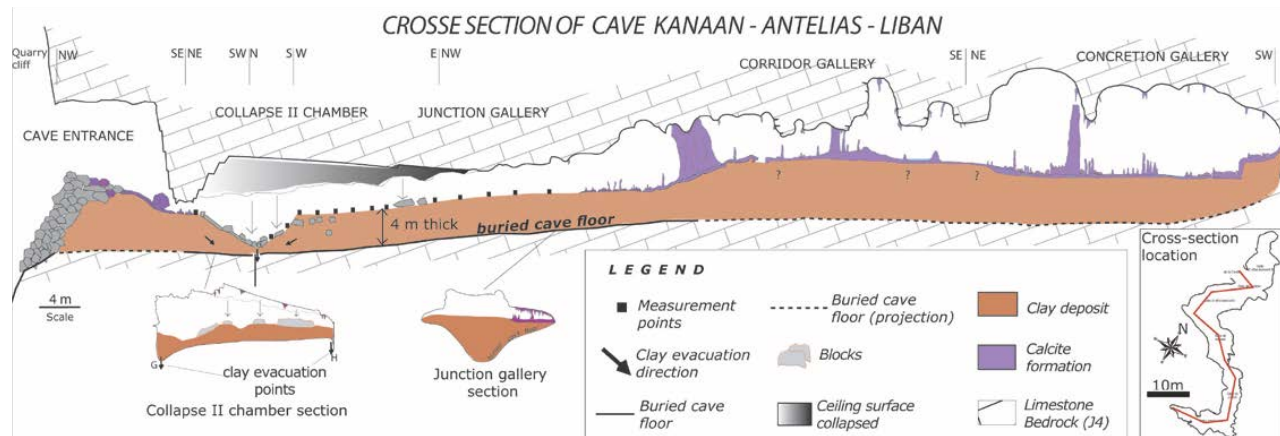 CROSSE SECTION OF CAVE KANAAN - ANTELIAS - LIBAN
Quarry
cliff
NW
SE NE
SW N
S W
E NW
SE NE
SW
CORRIDOR GALLERY
CONCRETION GALLERY
COLLAPSE II CHAMBER
JUNCTION GALLERY
CAVE ENTRANCE
? ? ?
4 m thick
buried cave floor
4 m
Scale
G
H
clay evacuation
points
Collapse II chamber section
Junction gallery
section
LEGEND
Measurement
points
Buried cave
floor (projection)
Clay deposit
Clay evacuation
direction
Blocks
Calcite
formation
Buried cave
floor
Ceiling surface
collapsed
Limestone
Bedrock (J4)
Cross-section
location
N
10m